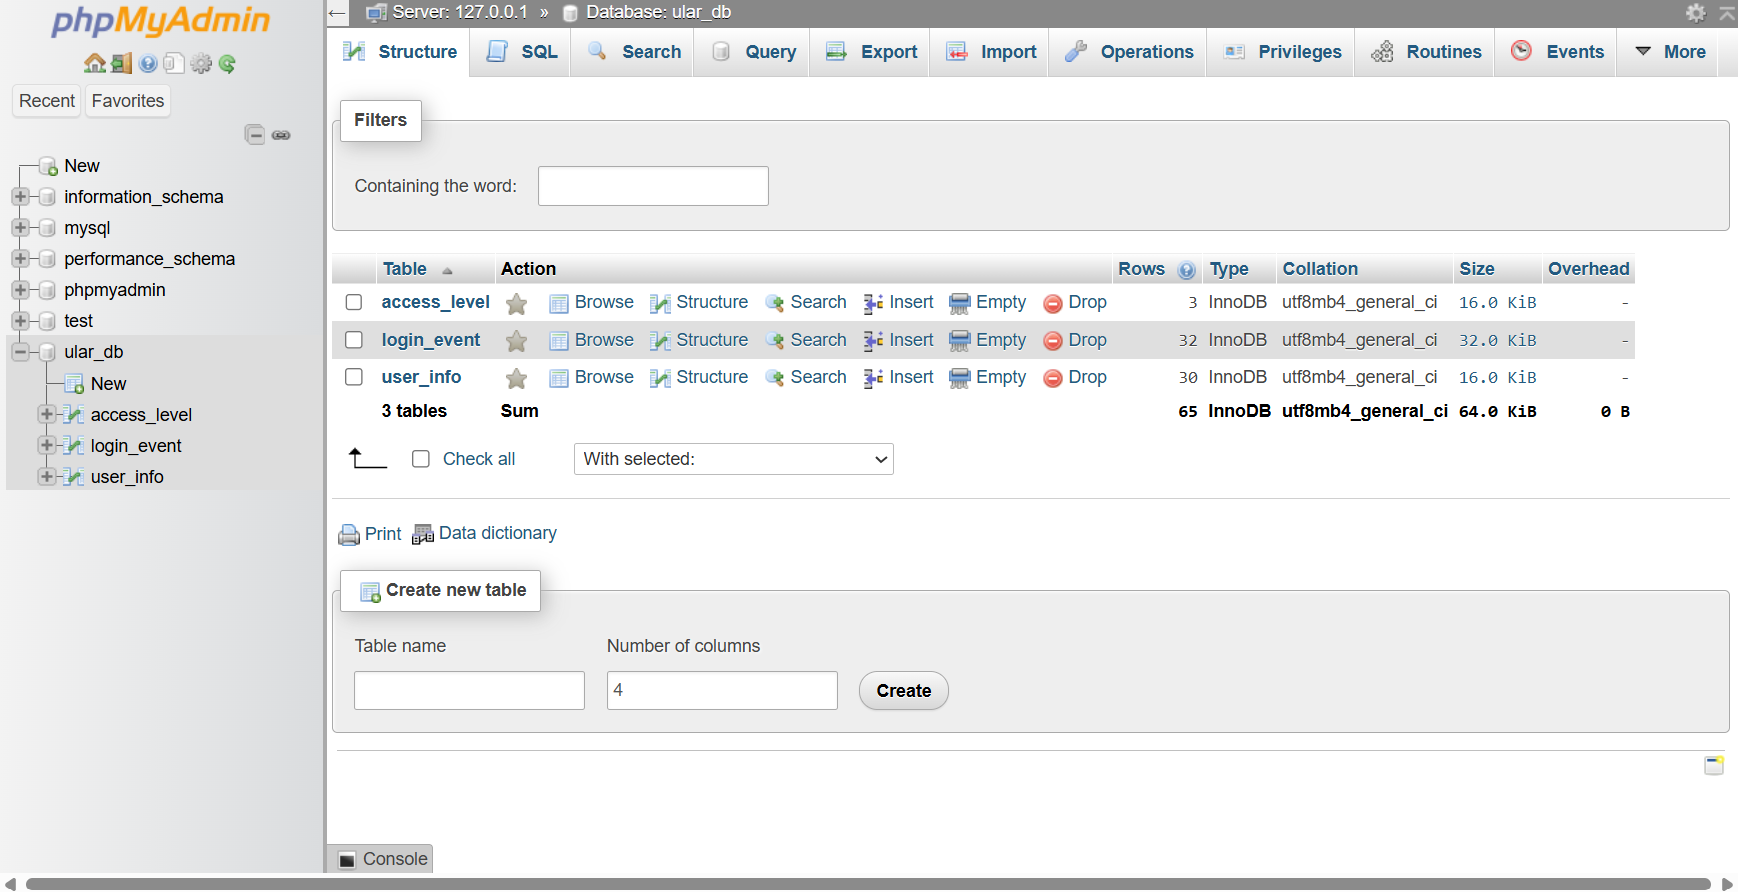 phpMyAdmin
Recent Favorites
New
information_schema
mysql
performance_schema
phpmyadmin
test
ular_db
New
access_level
login_event
user_info
Server: 127.0.0.1 » Database: ular_db
Structure SQL Search Query Export Import Operations Privileges Routines Events More
Filters
Containing the word:
Table Action Rows Type Collation Size Overhead
access_level Browse Structure Search Insert Empty Drop 3 InnoDB utf8mb4_general_ci 16.0 KiB -
login_event Browse Structure Search Insert Empty Drop 32 InnoDB utf8mb4_general_ci 32.0 KiB -
user_info Browse Structure Search Insert Empty Drop 30 InnoDB utf8mb4_general_ci 16.0 KiB -
3 tables Sum 65 InnoDB utf8mb4_general_ci 64.0 KiB 0 B
Check all With selected:
Print Data dictionary
Create new table
Table name Number of columns
4 Create
Console